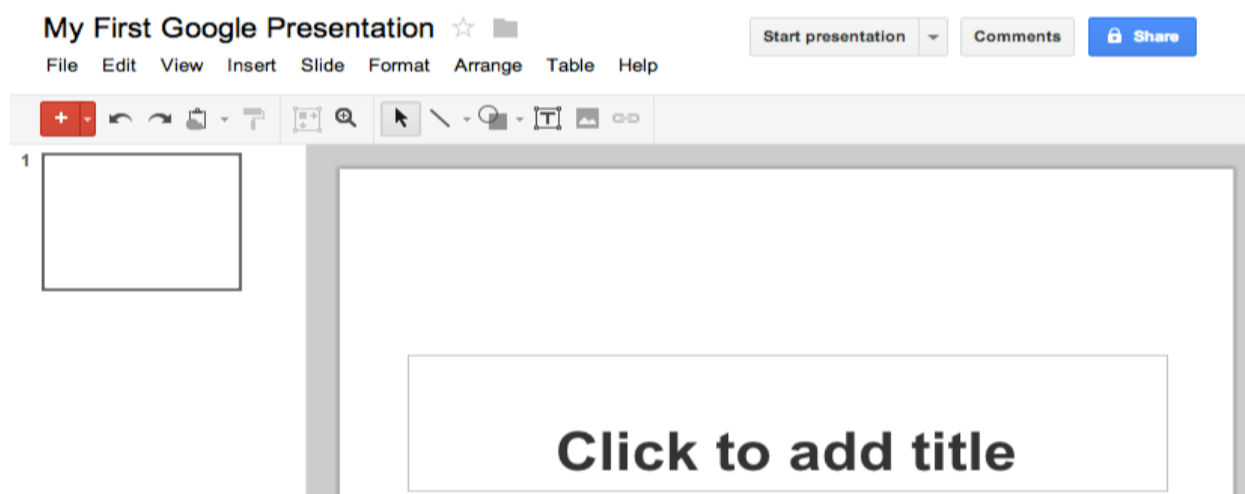 My First Google Presentation
Start presentation Comments Share
File Edit View Insert Slide Format Arrange Table Help
+ T
1
Click to add title